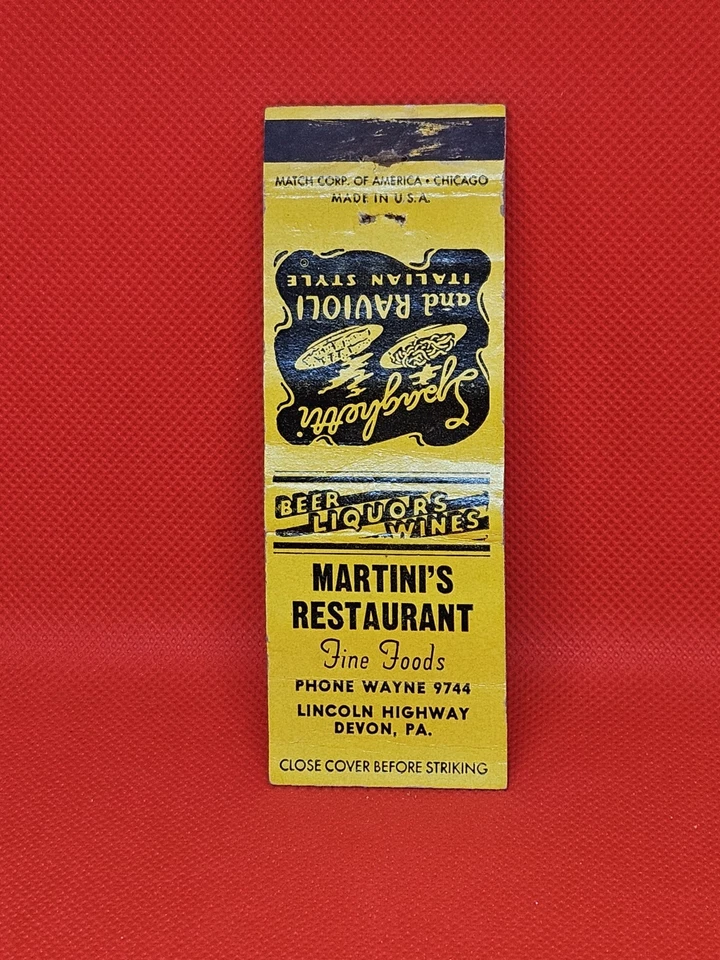 MATCH CORP. OF AMERICA • CHICAGO
MADE IN U.S.A.
Spaghetti
and RAVIOLI
ITALIAN STYLE
BEER
LIQUORS
WINES
MARTINI'S
RESTAURANT
Fine Foods
PHONE WAYNE 9744
LINCOLN HIGHWAY
DEVON, PA.
CLOSE COVER BEFORE STRIKING